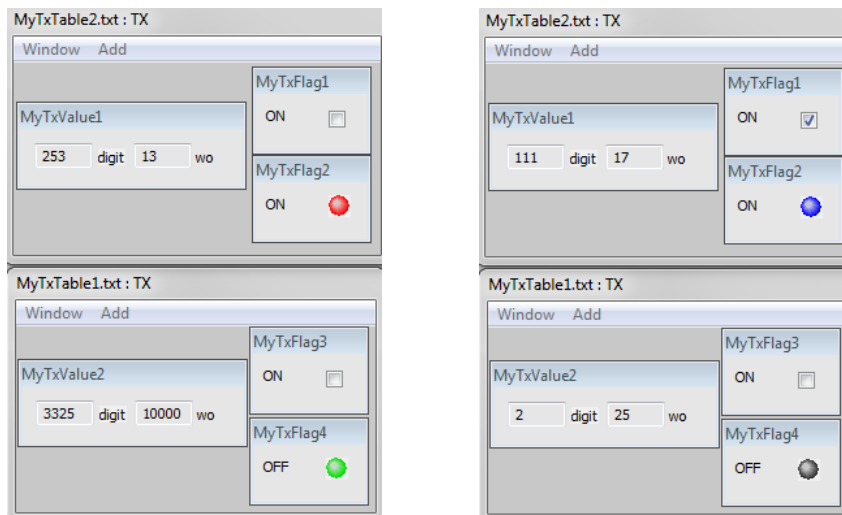 MyTxTable2.txt : TX
Window Add
MyTxFlag1
ON
MyTxValue1
253 digit 13 wo
MyTxFlag2
ON
MyTxTable1.txt : TX
Window Add
MyTxFlag3
ON
MyTxValue2
3325 digit 10000 wo
MyTxFlag4
OFF
MyTxTable2.txt : TX
Window Add
MyTxFlag1
ON
MyTxValue1
111 digit 17 wo
MyTxFlag2
ON
MyTxTable1.txt : TX
Window Add
MyTxFlag3
ON
MyTxValue2
2 digit 25 wo
MyTxFlag4
OFF